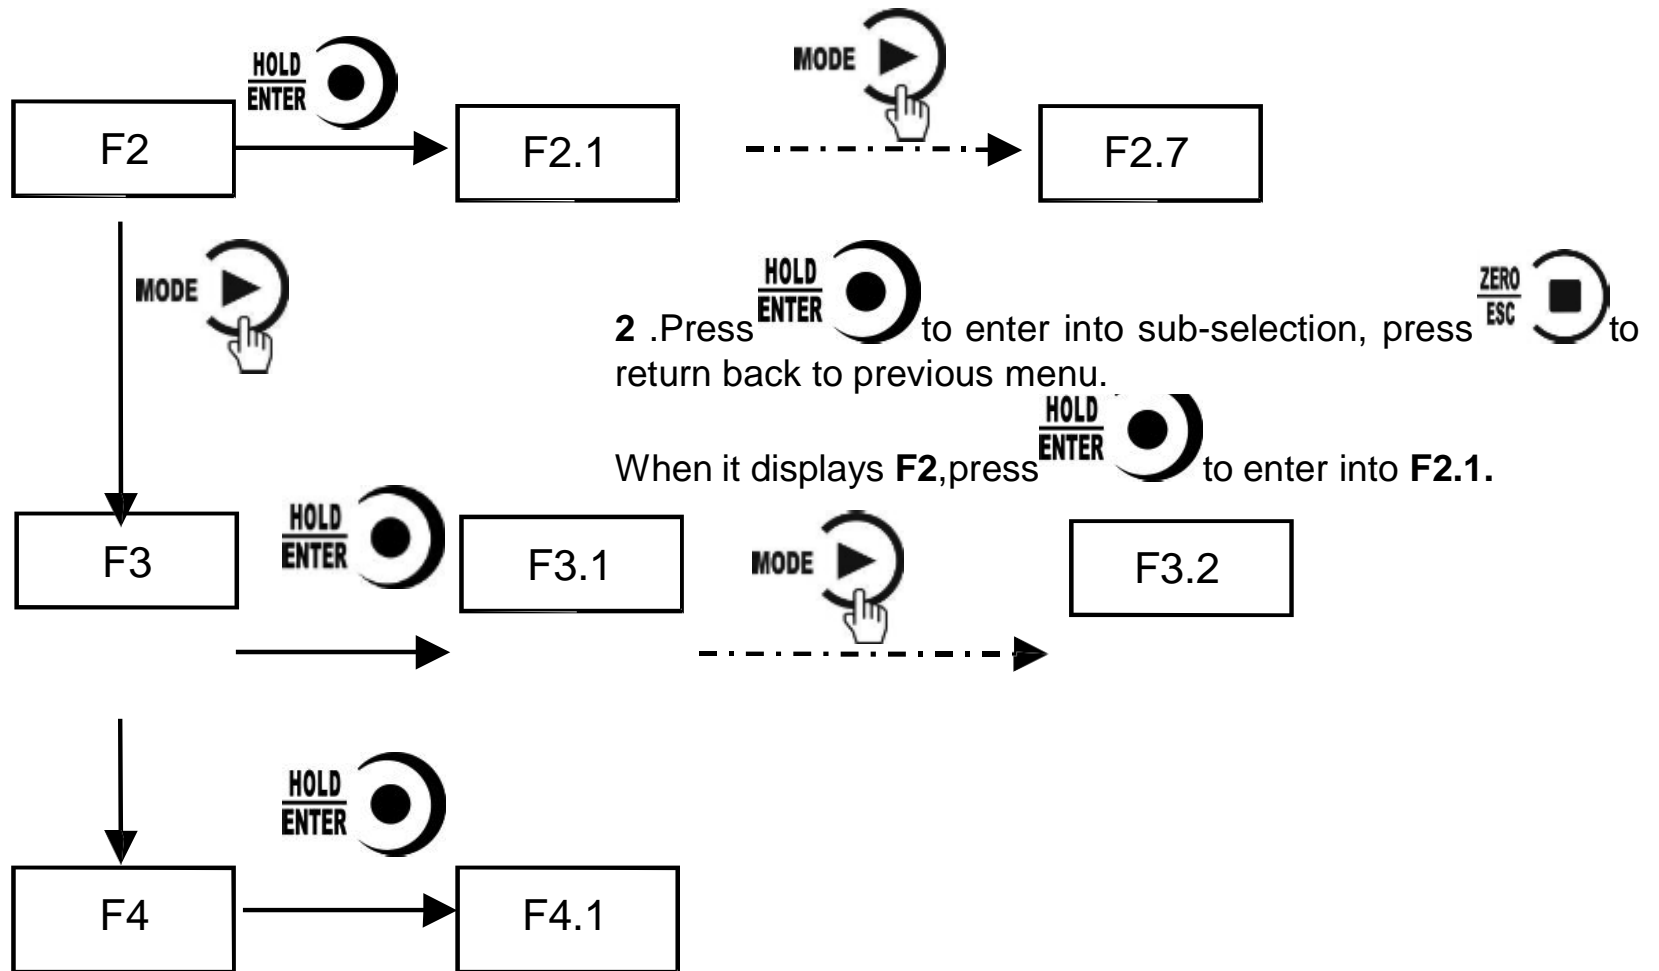 HOLD
ENTER
MODE
F2
F2.1
F2.7
MODE
HOLD
ENTER
ZERO
ESC
2 .Press to enter into sub-selection, press to
return back to previous menu.
HOLD
ENTER
When it displays F2,press to enter into F2.1.
HOLD
ENTER
MODE
F3
F3.1
F3.2
HOLD
ENTER
F4
F4.1